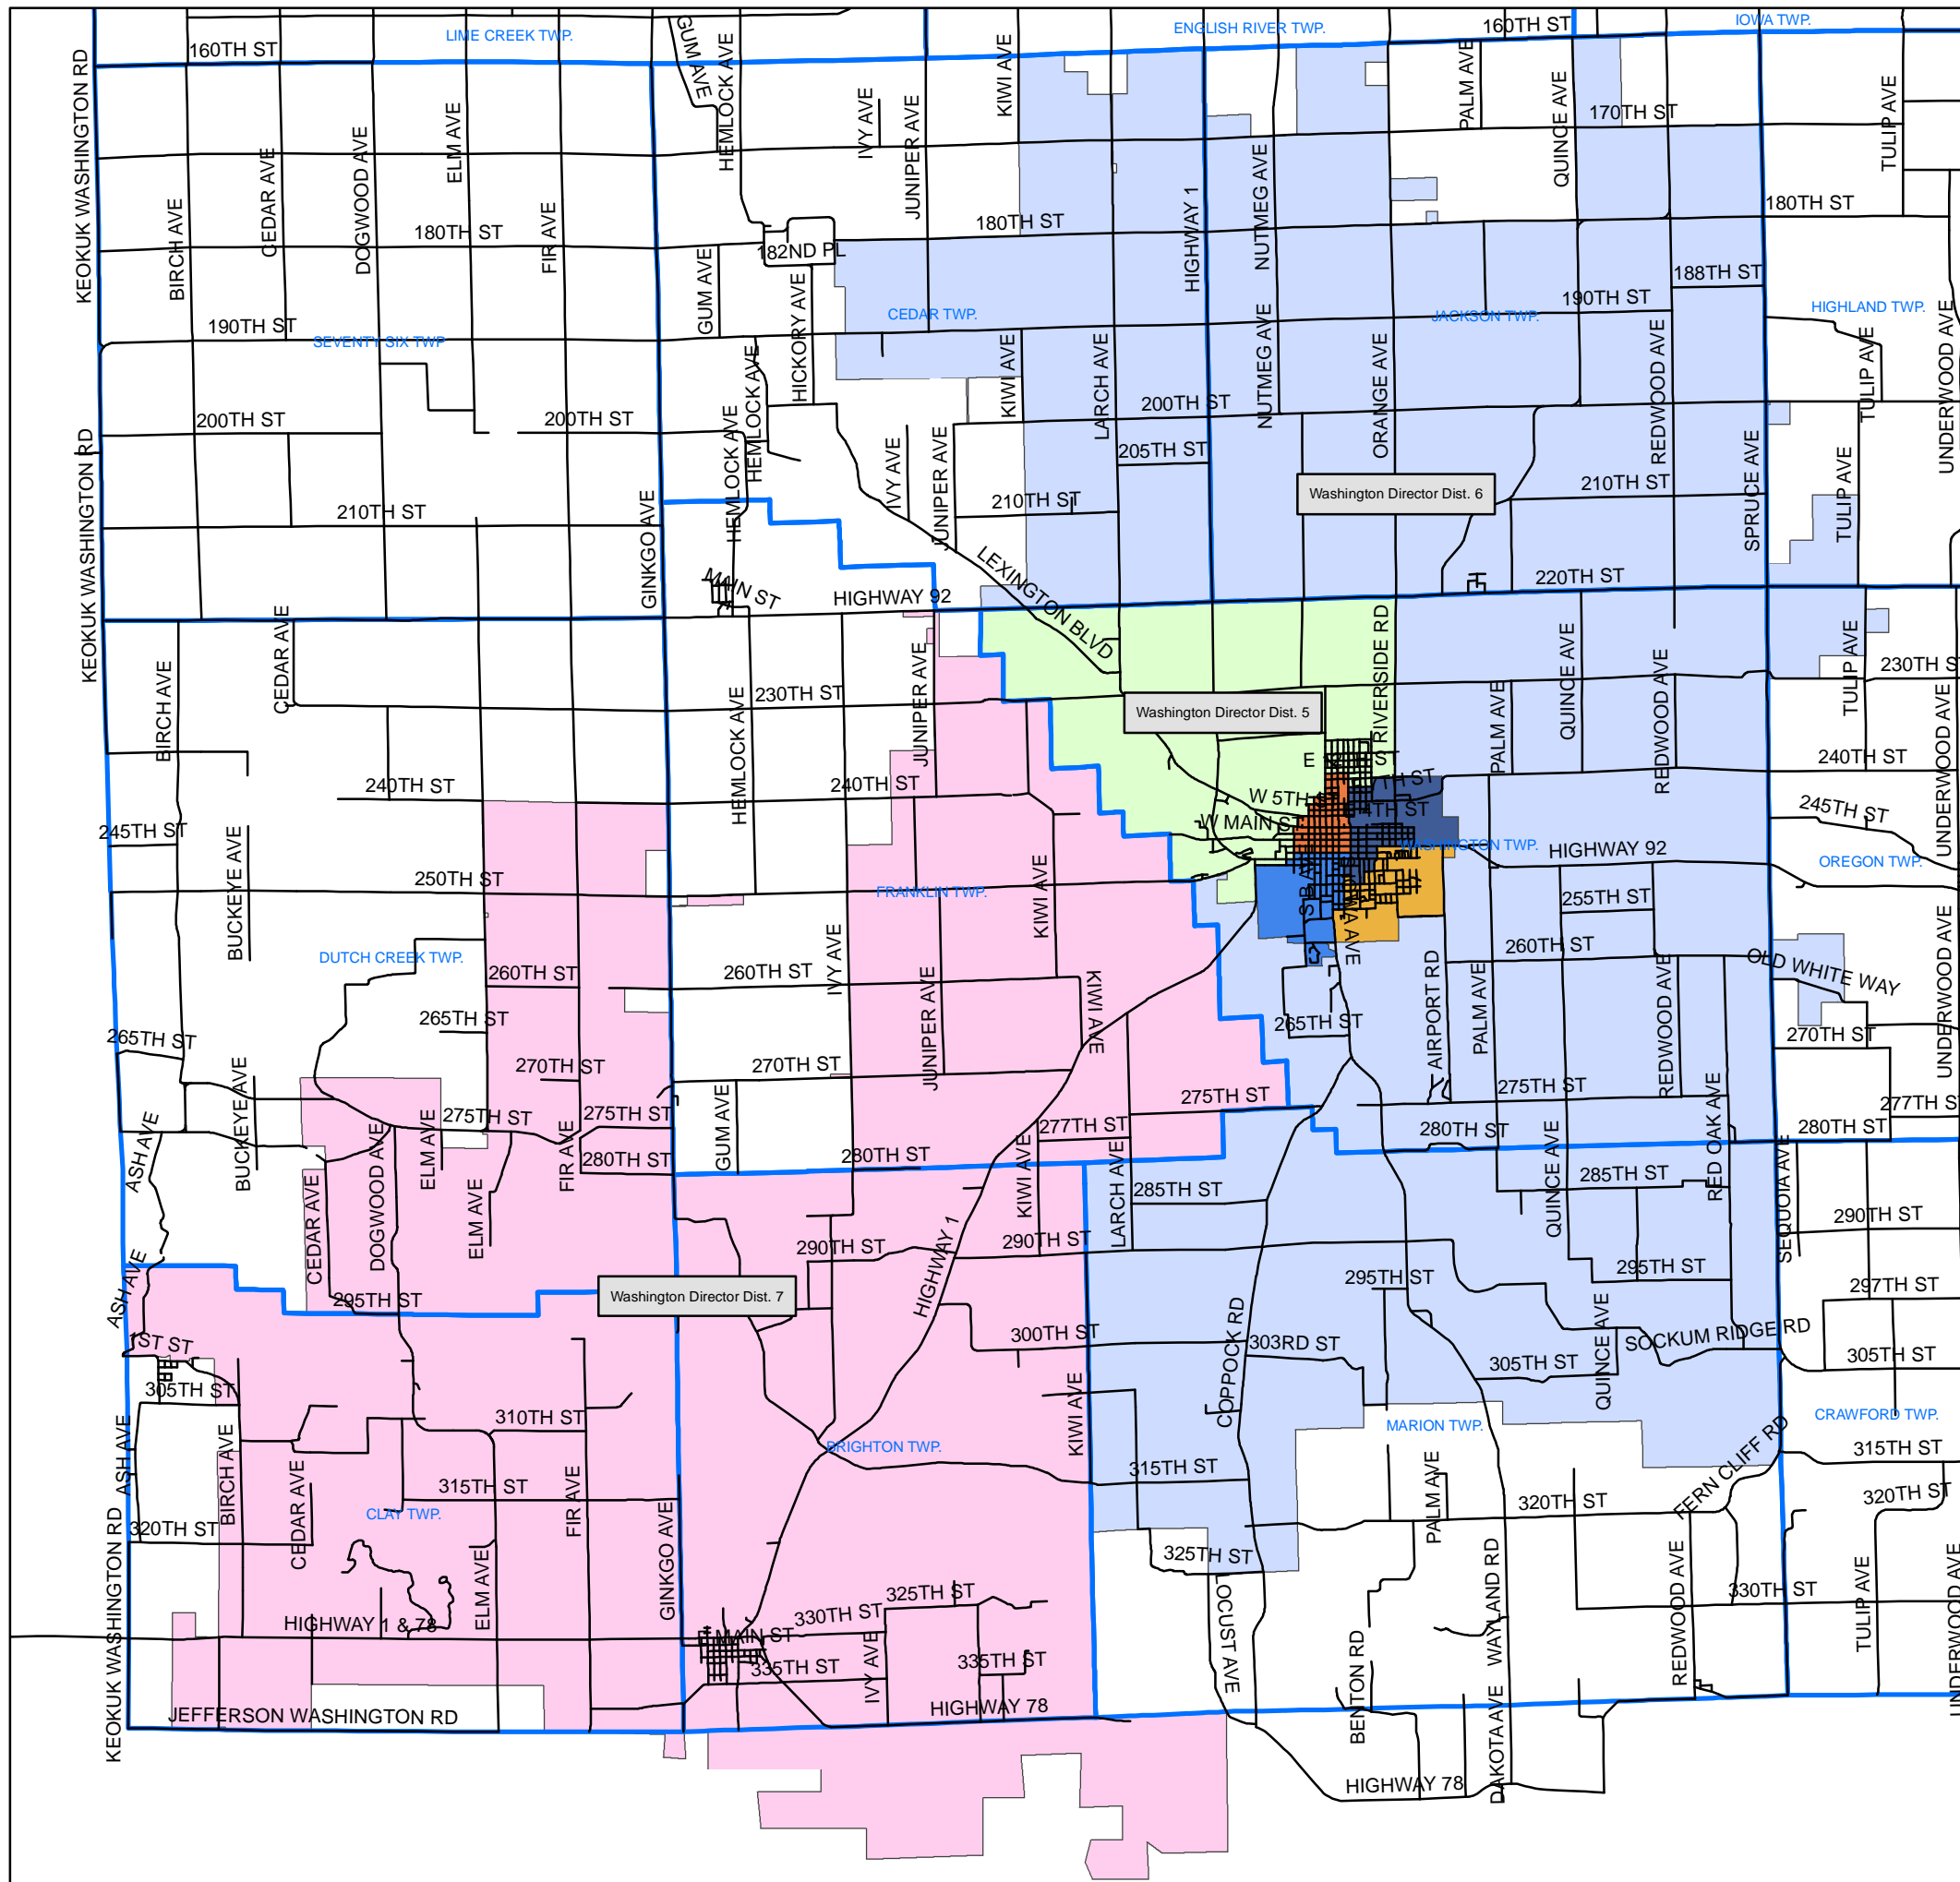 LIME CREEK TWP.
ENGLISH RIVER TWP.
160TH ST
IOWA TWP.
160TH ST
GUM AVE
HEMLOCK AVE
KIWI AVE
PALM AVE
QUINCE AVE
TULIP AVE
KEOKUK WASHINGTON RD
ELM AVE
IVY AVE
JUNIPER AVE
170TH ST
BIRCH AVE
CEDAR AVE
DOGWOOD AVE
FIR AVE
HIGHWAY 1
NUTMEG AVE
180TH ST
180TH ST
180TH ST
182ND PL
GUM AVE
HICKORY AVE
188TH ST
190TH ST
190TH ST
CEDAR TWP.
JACKSON TWP.
HIGHLAND TWP.
SEVENTY SIX TWP
HEMLOCK AVE
KIWI AVE
LARCH AVE
NUTMEG AVE
ORANGE AVE
REDWOOD AVE
TULIP AVE
UNDERWOOD AVE
200TH ST
200TH ST
200TH ST
205TH ST
KEOKUK WASHINGTON RD
HEMLOCK AVE
IVY AVE
JUNIPER AVE
SPRUCE AVE
TULIP AVE
Washington Director Dist. 6
210TH ST
210TH ST
210TH ST
GINKGO AVE
LEXINGTON BLVD
MAIN ST
HIGHWAY 92
220TH ST
CEDAR AVE
BIRCH AVE
JUNIPER AVE
HEMLOCK AVE
RIVERSIDE RD
QUINCE AVE
REDWOOD AVE
PALM AVE
TULIP AVE
UNDERWOOD AVE
230TH ST
230TH ST
Washington Director Dist. 5
240TH ST
240TH ST
240TH ST
7TH ST
W 5TH S
4TH ST
W MAIN ST
245TH ST
245TH ST
WASHINGTON TWP.
HIGHWAY 92
OREGON TWP.
BUCKEYE AVE
250TH ST
FRANKLIN TWP.
KIWI AVE
255TH ST
DUTCH CREEK TWP.
260TH ST
260TH ST
260TH ST
IVY AVE
JUNIPER AVE
KIWI AVE
AIRPORT RD
PALM AVE
REDWOOD AVE
OLD WHITE WAY
UNDERWOOD AVE
265TH ST
265TH ST
265TH ST
270TH ST
270TH ST
270TH ST
BUCKEYE AVE
ASH AVE
275TH ST
275TH ST
275TH ST
275TH ST
277TH ST
277TH ST
DOGWOOD AVE
ELM AVE
FIR AVE
GUM AVE
KIWI AVE
LARCH AVE
QUINCE AVE
RED OAK AVE
SEQUOIA AVE
280TH ST
280TH ST
280TH ST
280TH ST
CEDAR AVE
ELM AVE
285TH ST
285TH ST
HIGHWAY 1
290TH ST
290TH ST
290TH ST
ASH AVE
295TH ST
295TH ST
295TH ST
297TH ST
Washington Director Dist. 7
COPPOCK RD
QUINCE AVE
1ST ST
300TH ST
303RD ST
SOCKUM RIDGE RD
305TH ST
305TH ST
305TH ST
ASH AVE
BIRCH AVE
CEDAR AVE
310TH ST
KIWI AVE
BRIGHTON TWP.
MARION TWP.
CRAWFORD TWP.
FIR AVE
PALM AVE
FERN CLIFF RD
315TH ST
315TH ST
315TH ST
CLAY TWP.
KEOKUK WASHINGTON RD
320TH ST
320TH ST
320TH ST
GINKGO AVE
ELM AVE
325TH ST
325TH ST
LOCUST AVE
WAYLAND RD
REDWOOD AVE
TULIP AVE
UNDERWOOD AVE
330TH ST
330TH ST
HIGHWAY 1 & 78
E MAIN ST
335TH ST
335TH ST
IVY AVE
BENTON RD
HIGHWAY 78
JEFFERSON WASHINGTON RD
DAKOTA AVE
HIGHWAY 78